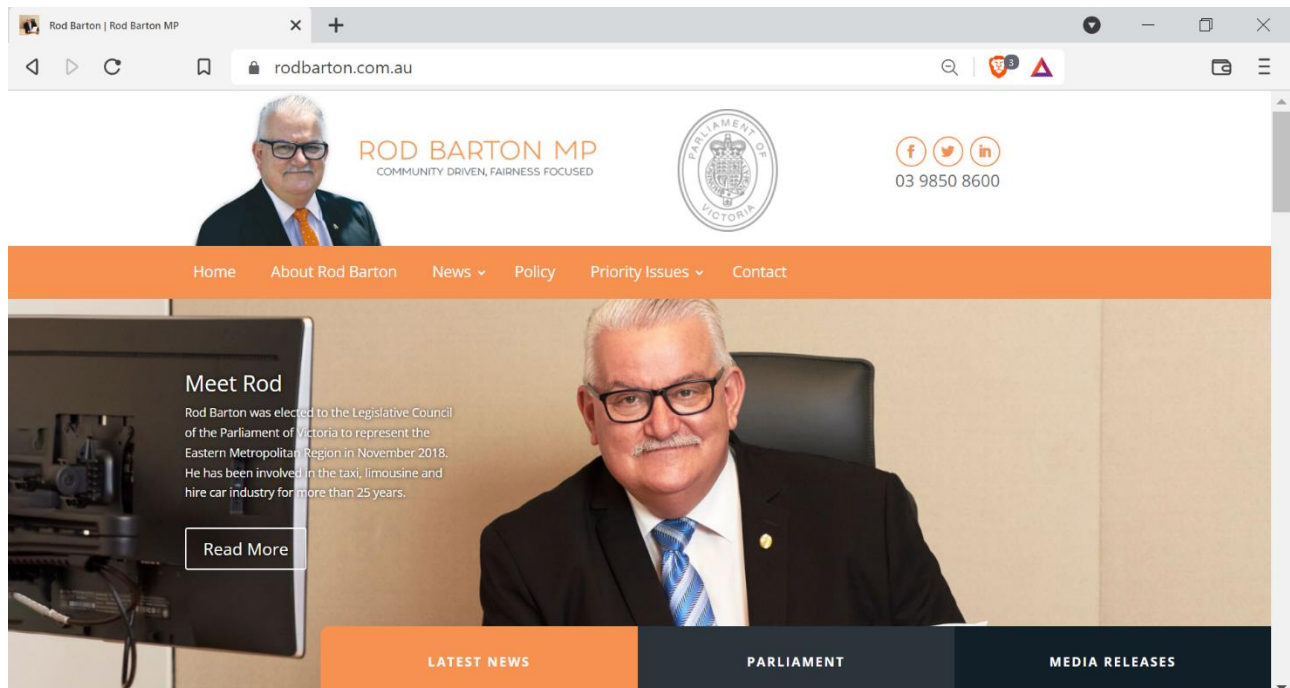 Rod Barton | Rod Barton MP
rodbarton.com.au
3
ROD BARTON MP
COMMUNITY DRIVEN, FAIRNESS FOCUSED
PARLIAMENT OF
VICTORIA
f in
03 9850 8600
Home About Rod Barton News Policy Priority Issues Contact
Meet Rod
Rod Barton was elected to the Legislative Council
of the Parliament of Victoria to represent the
Eastern Metropolitan Region in November 2018.
He has been involved in the taxi, limousine and
hire car industry for more than 25 years.
Read More
LATEST NEWS PARLIAMENT MEDIA RELEASES